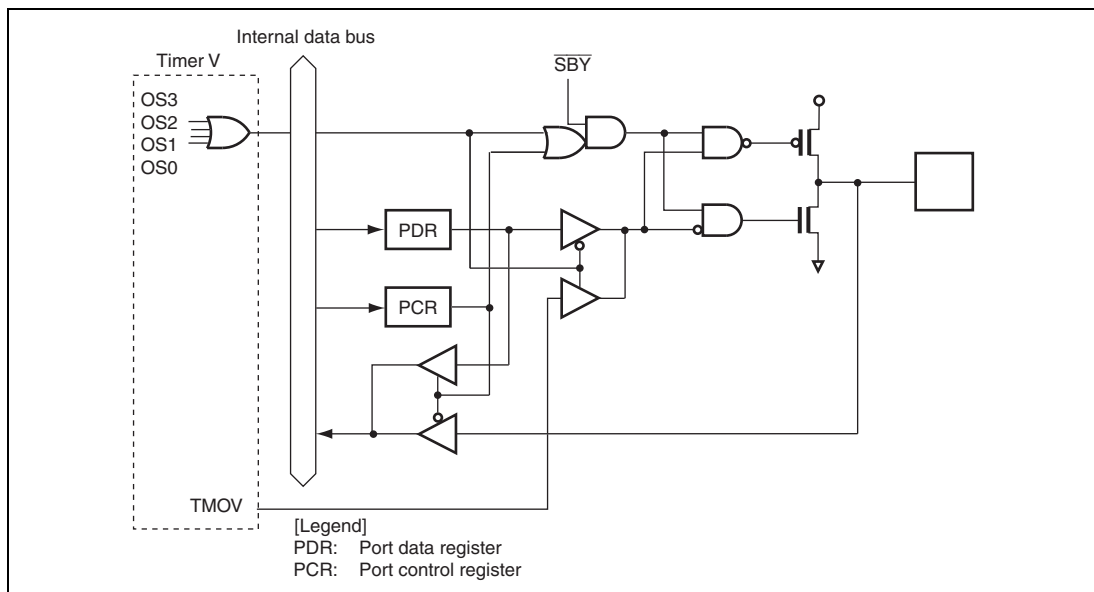 Internal data bus
Timer V
SBY
OS3
OS2
OS1
OS0
PDR
PCR
TMOV
[Legend]
PDR: Port data register
PCR: Port control register